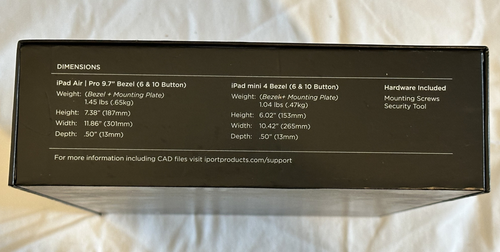 DIMENSIONS
iPad Air | Pro 9.7" Bezel (6 & 10 Button)
Weight: (Bezel + Mounting Plate)
1.45 lbs (.65kg)
Height: 7.38" (187mm)
Width: 11.86" (301mm)
Depth: .50" (13mm)
iPad mini 4 Bezel (6 & 10 Button)
Weight: (Bezek+ Mounting Plate)
1.04 lbs (.47kg)
Height: 6.02" (153mm)
Width: 10.42" (265mm)
Depth: .50" (13mm)
Hardware Included
Mounting Screws
Security Tool
For more information including CAD files visit iportproducts.com/support